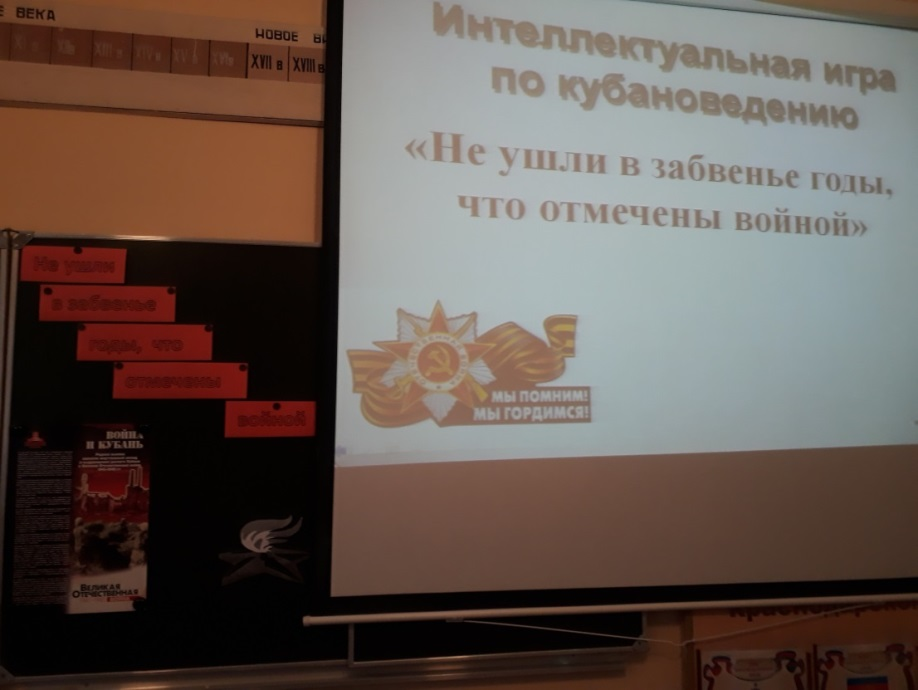 Е ВЕКА
НОВОЕ В
XVII в XVIII в
Интеллектуальная игра
по кубановедению
«Не ушли в забвенье годы,
что отмечены войной»
МЫ ПОМНИМ!
МЫ ГОРДИМСЯ!
Не ушли
в забвенье
годы, что
отмечены
войной
ВОЙНА
И КУБАНЬ
ВЕЛИКАЯ
ОТЕЧЕСТВЕННАЯ